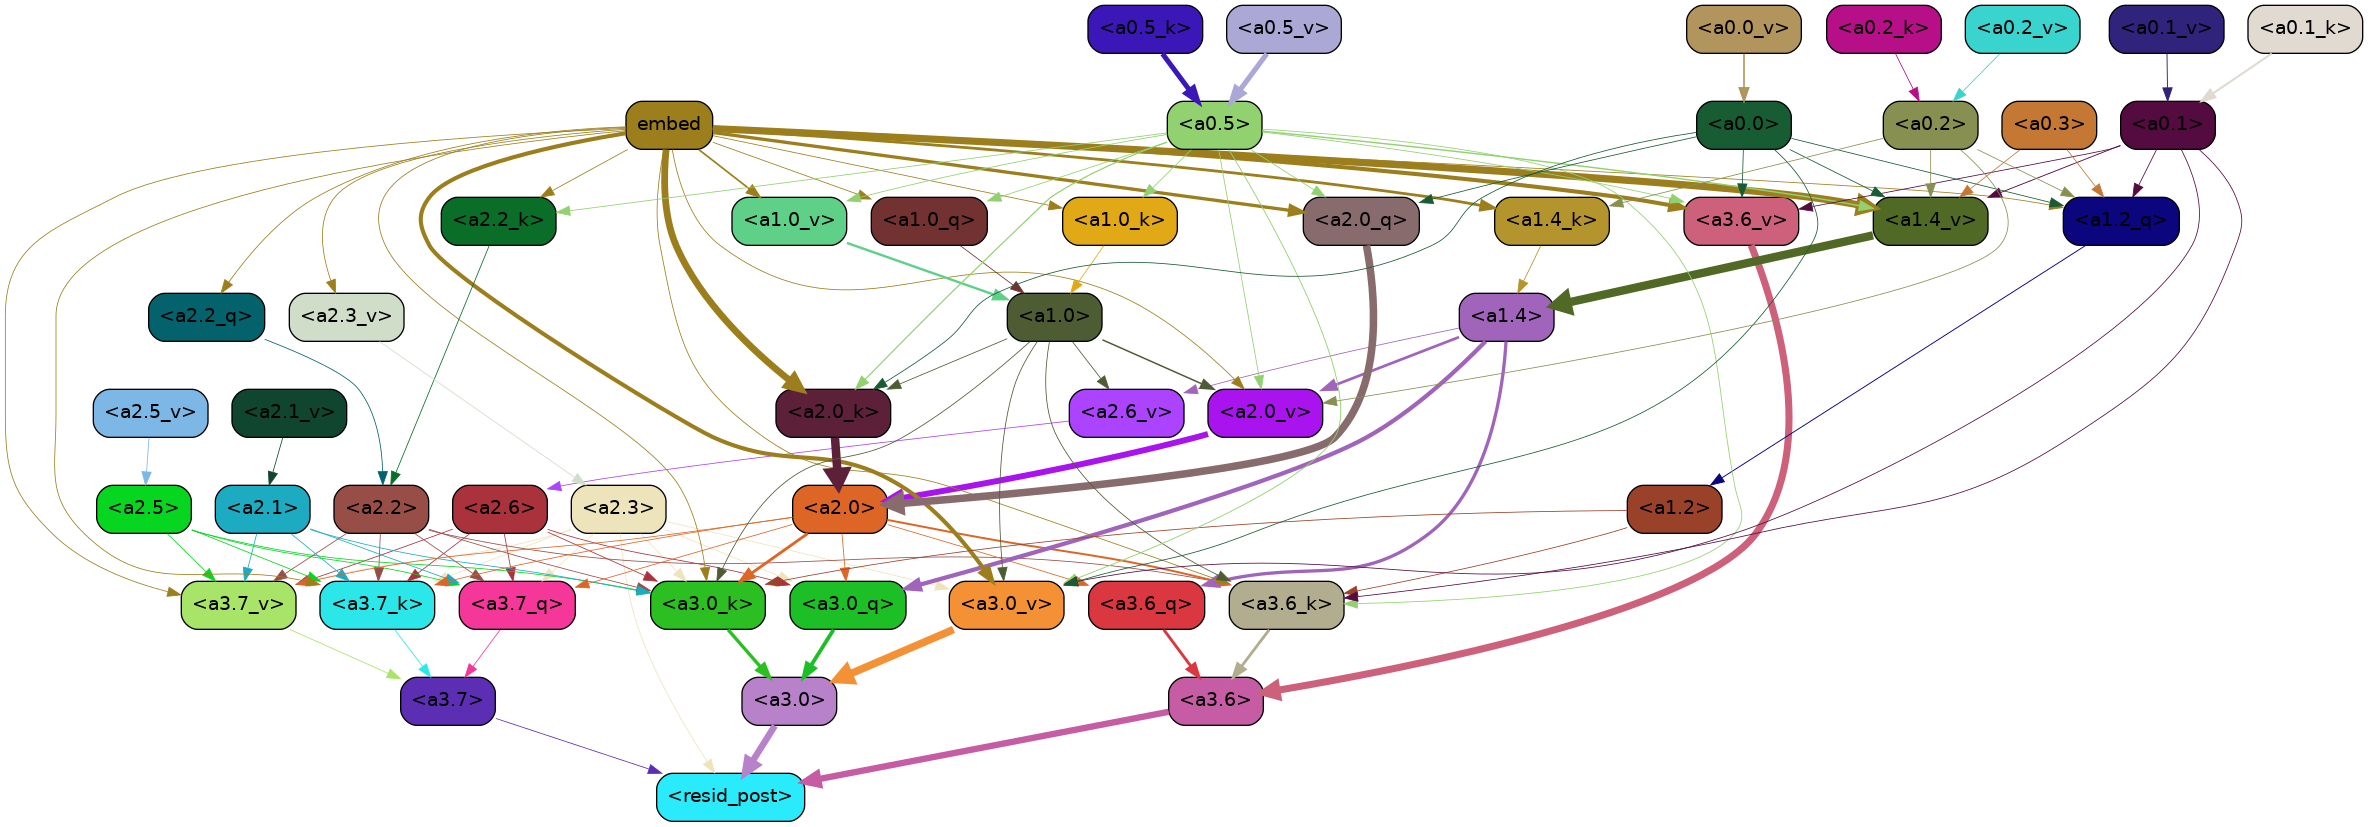 <a0.5_k>
<a0.5_v>
<a0.0_v>
<a0.2_k>
<a0.2_v>
<a0.1_v>
<a0.1_k>
embed
<a0.5>
<a0.0>
<a0.2>
<a0.3>
<a0.1>
<a2.2_k>
<a1.0_v>
<a1.0_q>
<a1.0_k>
<a2.0_q>
<a1.4_k>
<a3.6_v>
<a1.4_v>
<a1.2_q>
<a2.2_q>
<a2.3_v>
<a1.0>
<a1.4>
<a2.5_v>
<a2.1_v>
<a2.0_k>
<a2.6_v>
<a2.0_v>
<a2.5>
<a2.1>
<a2.2>
<a2.6>
<a2.3>
<a2.0>
<a1.2>
<a3.7_v>
<a3.7_k>
<a3.7_q>
<a3.0_k>
<a3.0_q>
<a3.0_v>
<a3.6_q>
<a3.6_k>
<a3.7>
<a3.0>
<a3.6>
<resid_post>